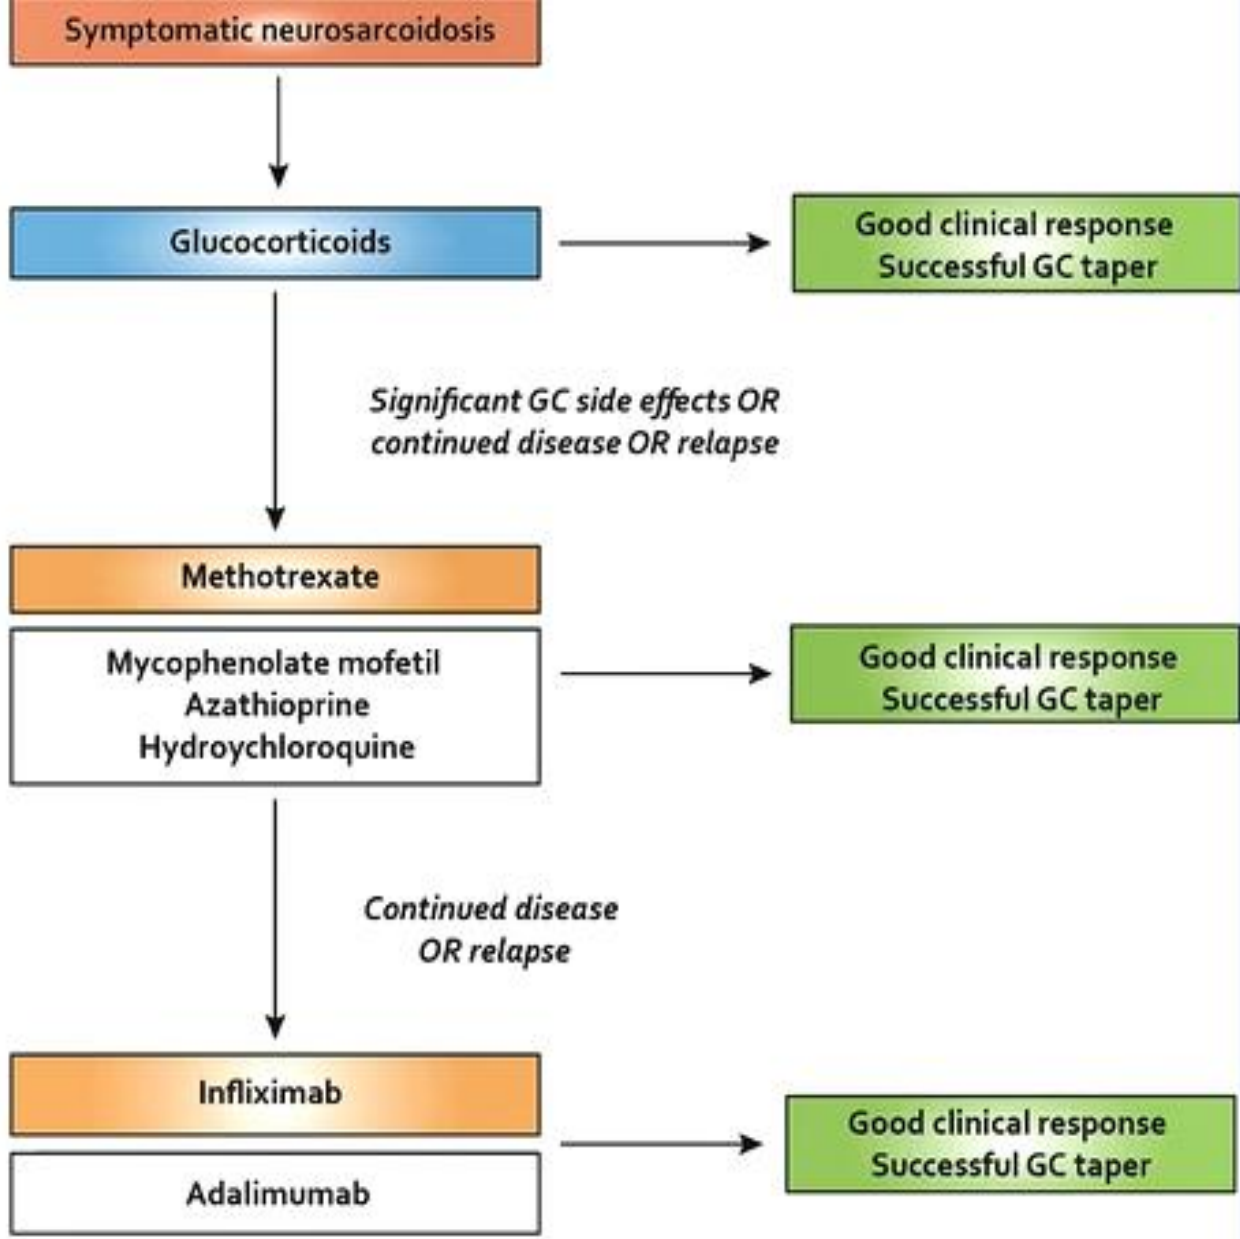 Symptomatic neurosarcoidosis
Glucocorticoids
Good clinical response
Successful GC taper
Significant GC side effects OR
continued disease OR relapse
Methotrexate
Mycophenolate mofetil
Azathioprine
Hydroychloroquine
Good clinical response
Successful GC taper
Continued disease
OR relapse
Infliximab
Adalimumab
Good clinical response
Successful GC taper